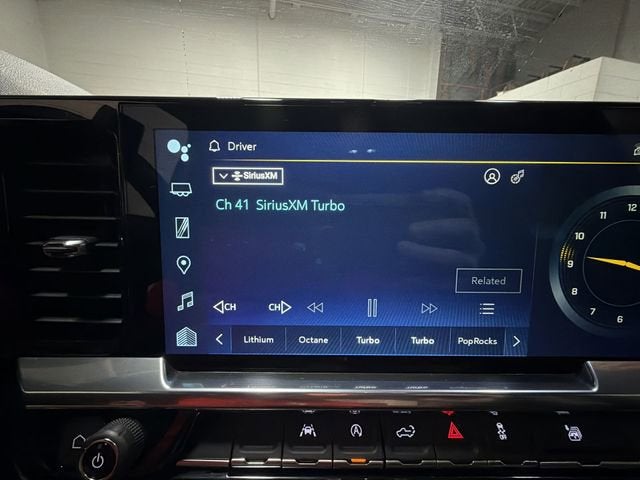 Driver
SiriusXM
Ch 41 SiriusXM Turbo
Related
CH CH
Lithium Octane Turbo Turbo PopRocks
12
11
10
9
8
7
6